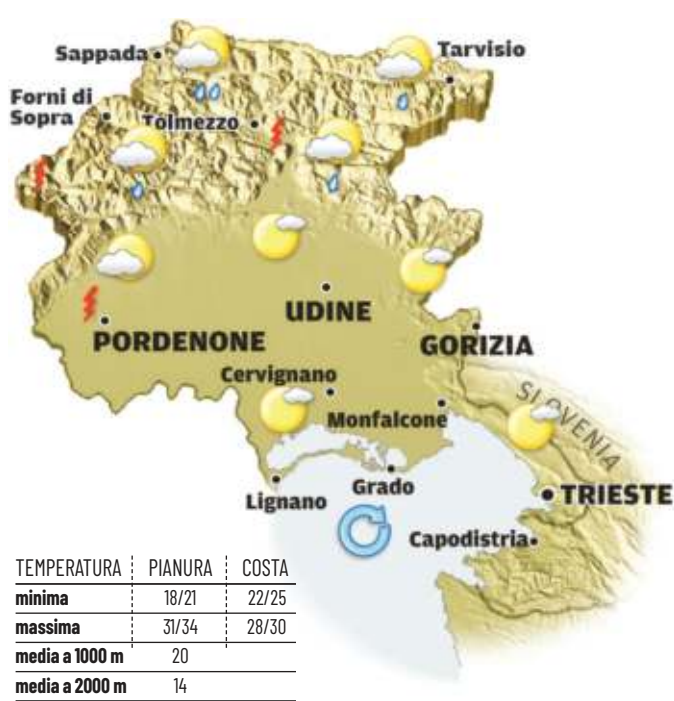 Sappada
Tarvisio
Forni di
Sopra
Tolmezzo
UDINE
PORDENONE
GORIZIA
Cervignano
SLOVENIA
Monfalcone
Lignano
Grado
TRIESTE
Capodistria
TEMPERATURA PIANURA COSTA
minima 18/21 22/25
massima 31/34 28/30
media a 1000 m 20
media a 2000 m 14